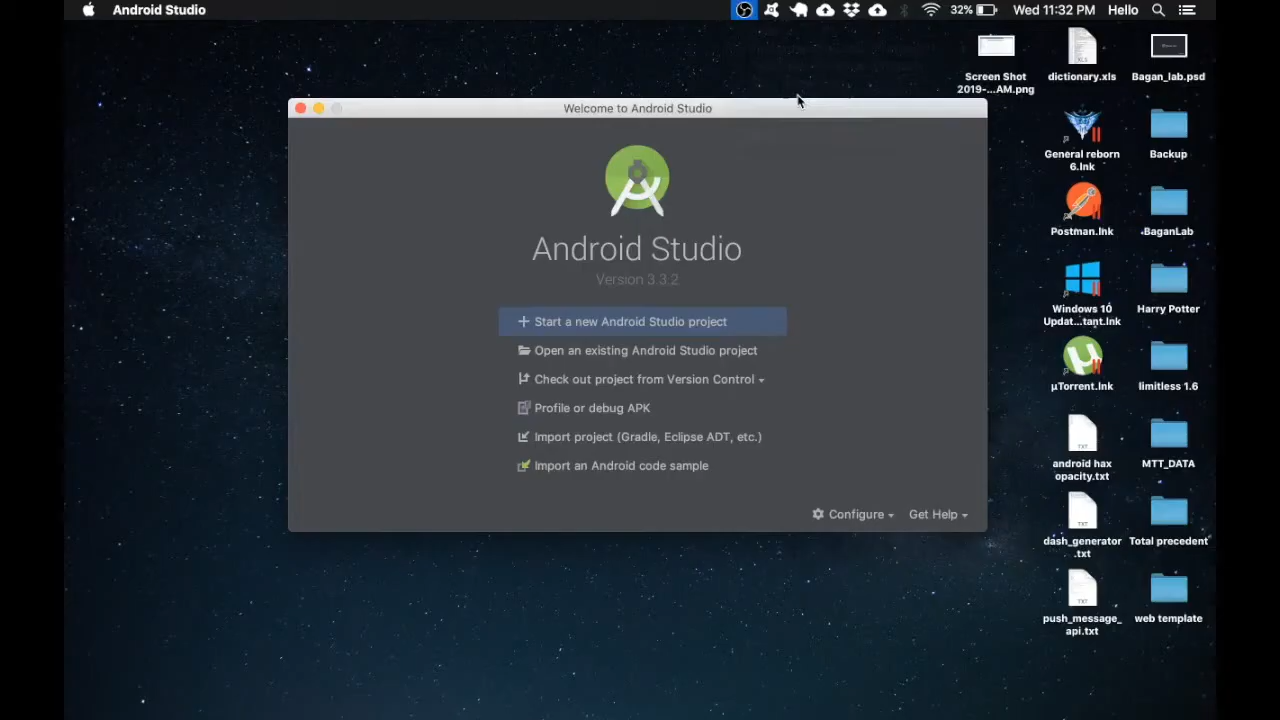 Android Studio
32%
Wed 11:32 PM
Hello
Screen Shot
2019-...AM.png
dictionary.xls
Bagan_lab.psd
Welcome to Android Studio
Android Studio
Version 3.3.2
Start a new Android Studio project
Open an existing Android Studio project
Check out project from Version Control
Profile or debug APK
Import project (Gradle, Eclipse ADT, etc.)
Import an Android code sample
Configure
Get Help
General reborn
6.lnk
Backup
Postman.lnk
BaganLab
Windows 10
Updat...tant.lnk
Harry Potter
µTorrent.lnk
limitless 1.6
TXT
android hax
opacity.txt
MTT_DATA
TXT
dash_generator
.txt
Total precedent
TXT
push_message_
api.txt
web template